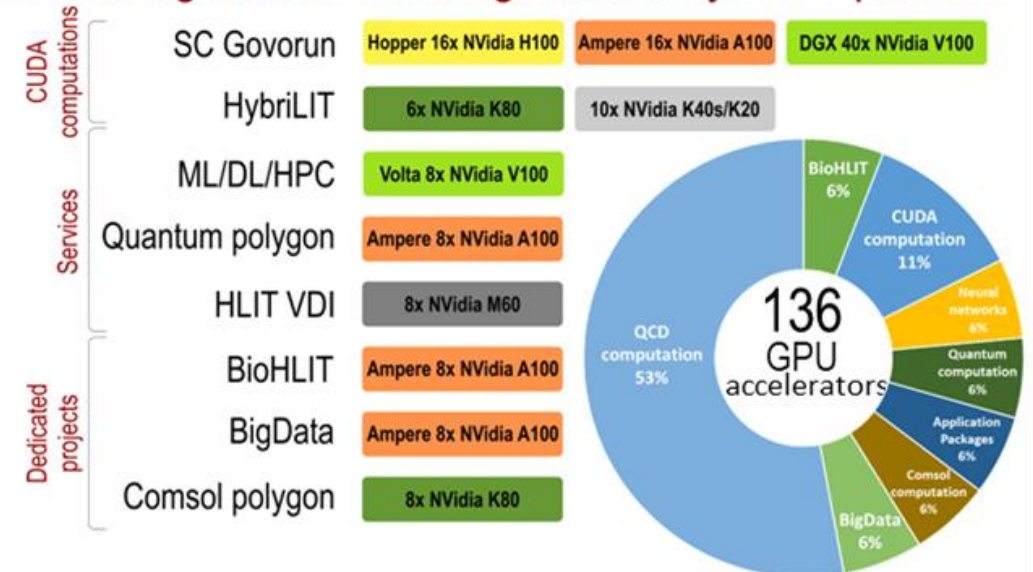 CUDA
computations
SC Govorun
Hopper 16x NVidia H100
Ampere 16x NVidia A100
DGX 40x NVidia V100
HybriLIT
6x NVidia K80
10x NVidia K40s/K20
Services
ML/DL/HPC
Volta 8x NVidia V100
Quantum polygon
Ampere 8x NVidia A100
HLIT VDI
8x NVidia M60
Dedicated
projects
BioHLIT
Ampere 8x NVidia A100
BigData
Ampere 8x NVidia A100
Comsol polygon
8x NVidia K80
BioHLIT
6%
CUDA
computation
11%
Neural
networks
6%
Quantum
computation
6%
Application
Packages
6%
Comsol
computation
6%
BigData
6%
QCD
computation
53%
136
GPU
accelerators